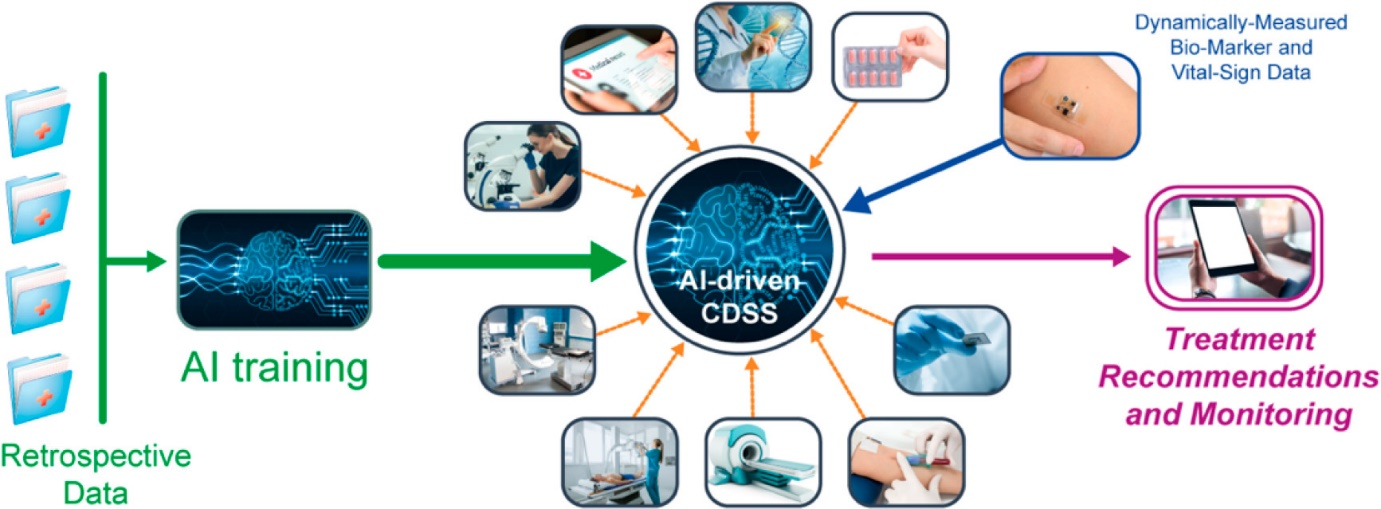 Dynamically-Measured
Bio-Marker and
Vital-Sign Data
AI-driven
CDSS
AI training
Treatment
Recommendations
and Monitoring
Retrospective
Data